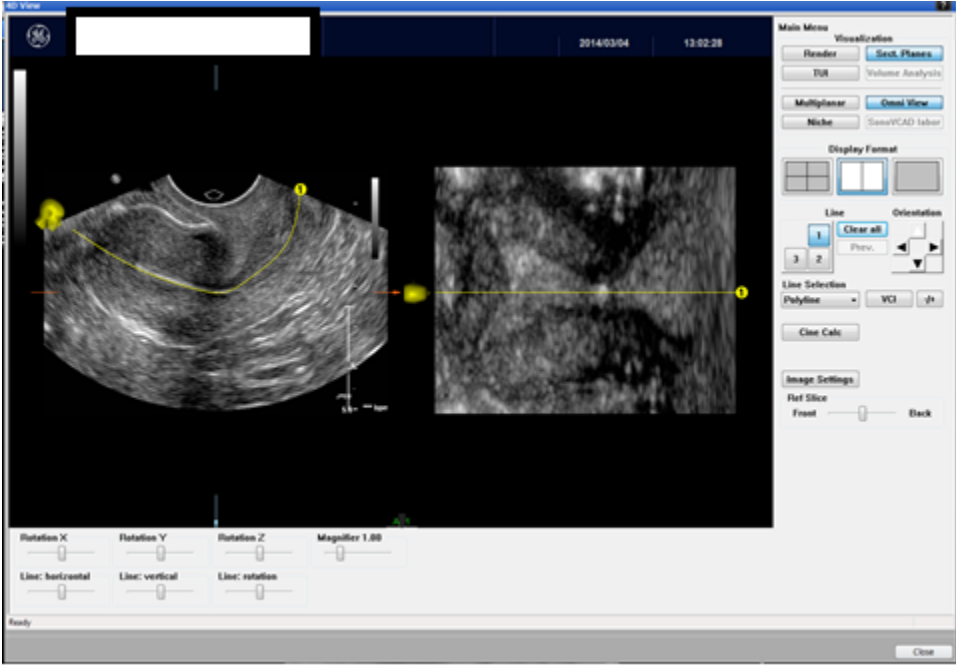 4D View
?
2014/03/04 13:02:28
Main Menu
Visualization
Render Sect. Planes
TUI Volume Analysis
Multiplanar Omni View
Niche SonoVCAD labor
Display Format
Line Orientation
1 Clear all
Prev.
3 2
Line Selection
Polyline VCI -/+
Cine Calc
Image Settings
Ref Slice
Front Back
1
1
Rotation X Rotation Y Rotation Z Magnifier 1.00
Line: horizontal Line: vertical Line: rotation
Ready
Close